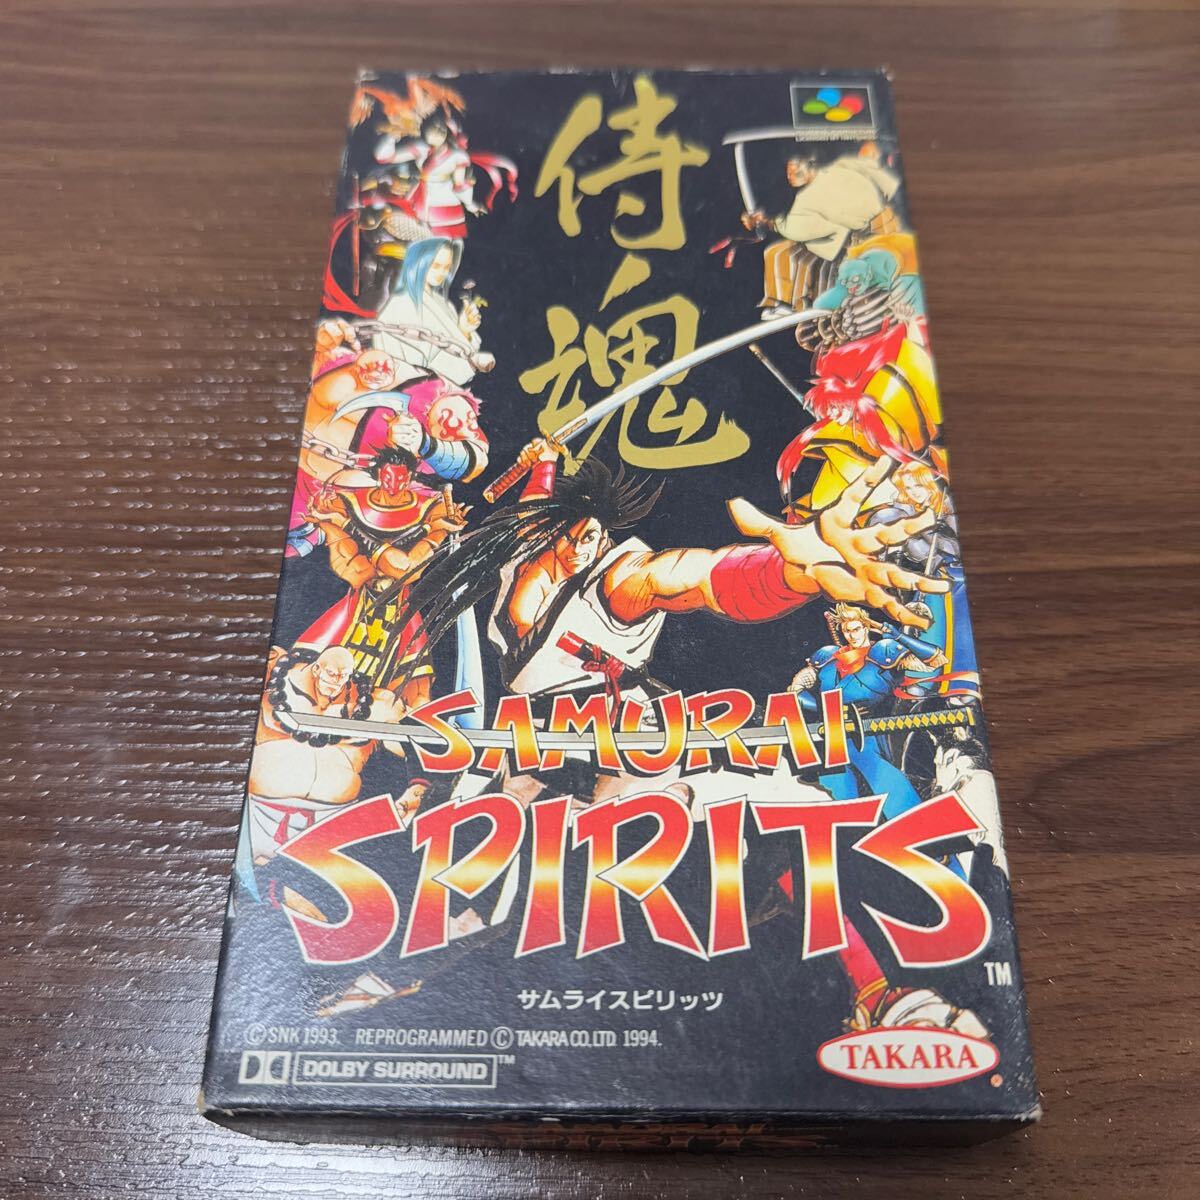 侍
魂
SAMURAI
SPIRITS
TM
サムライスピリッツ
©SNK 1993. REPROGRAMMED © TAKARA CO.,LTD. 1994.
DOLBY SURROUND™
TAKARA
®